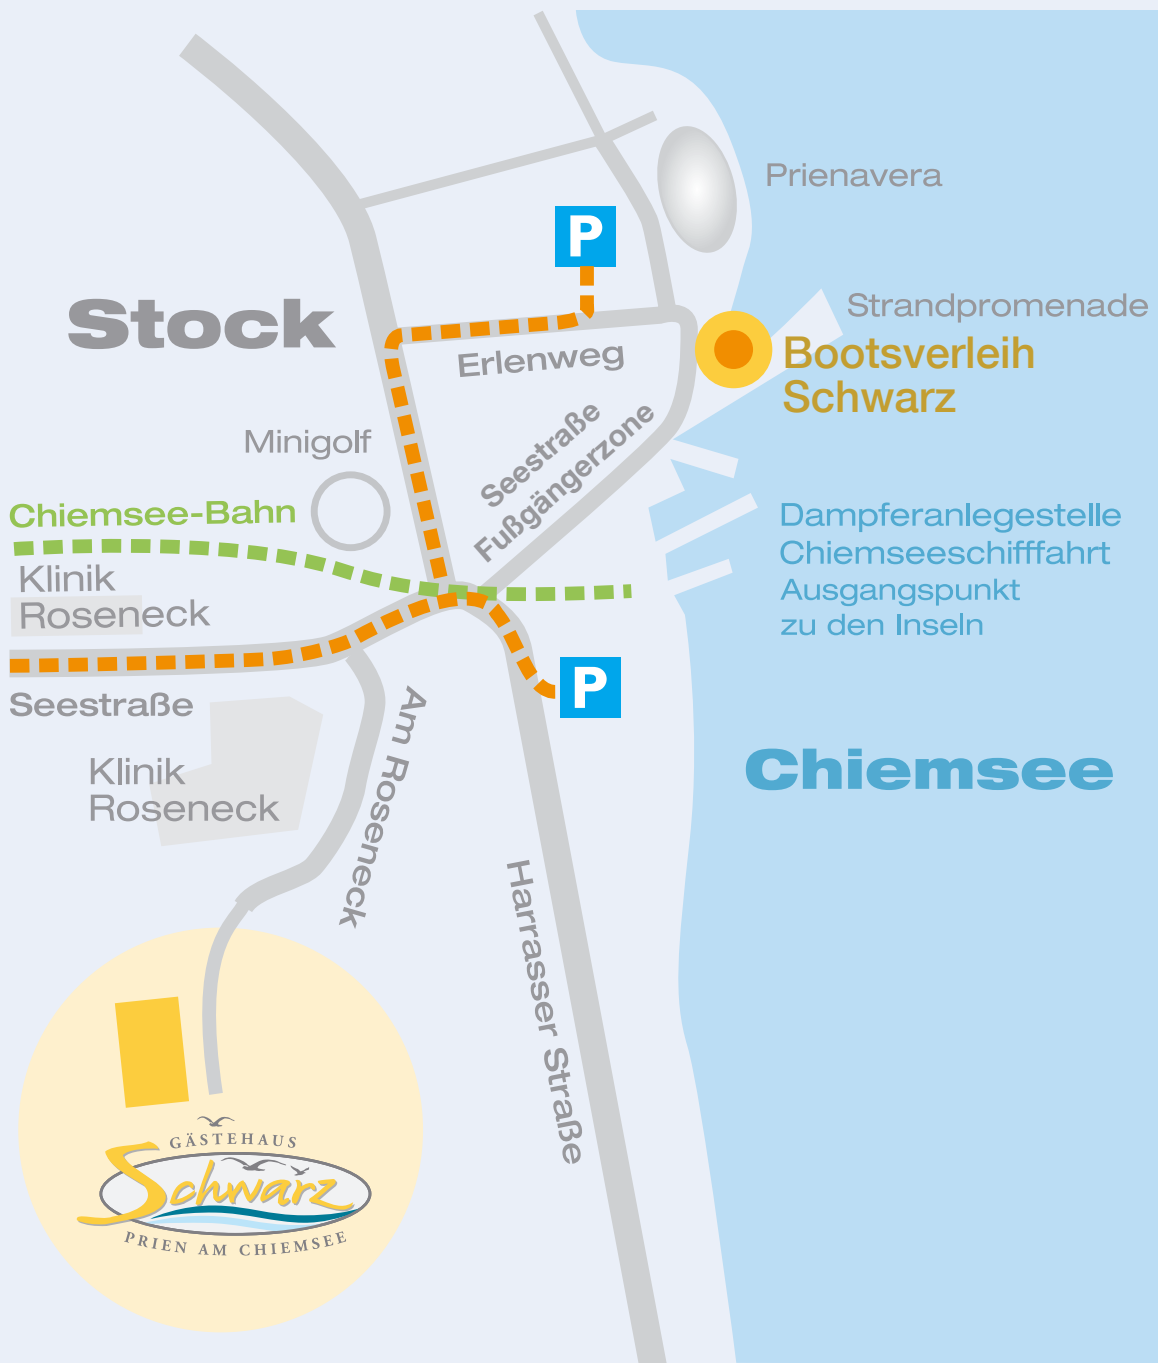 Prienavera
P
Stock
Strandpromenade
Bootsverleih
Schwarz
Erlenweg
Minigolf
Seestraße
Fußgängerzone
Chiemsee-Bahn
Dampferanlegestelle
Chiemseeschifffahrt
Ausgangspunkt
zu den Inseln
Klinik
Roseneck
P
Seestraße
Am Roseneck
Klinik
Roseneck
Chiemsee
Harrasser Straße
GÄSTEHAUS
Schwarz
PRIEN AM CHIEMSEE